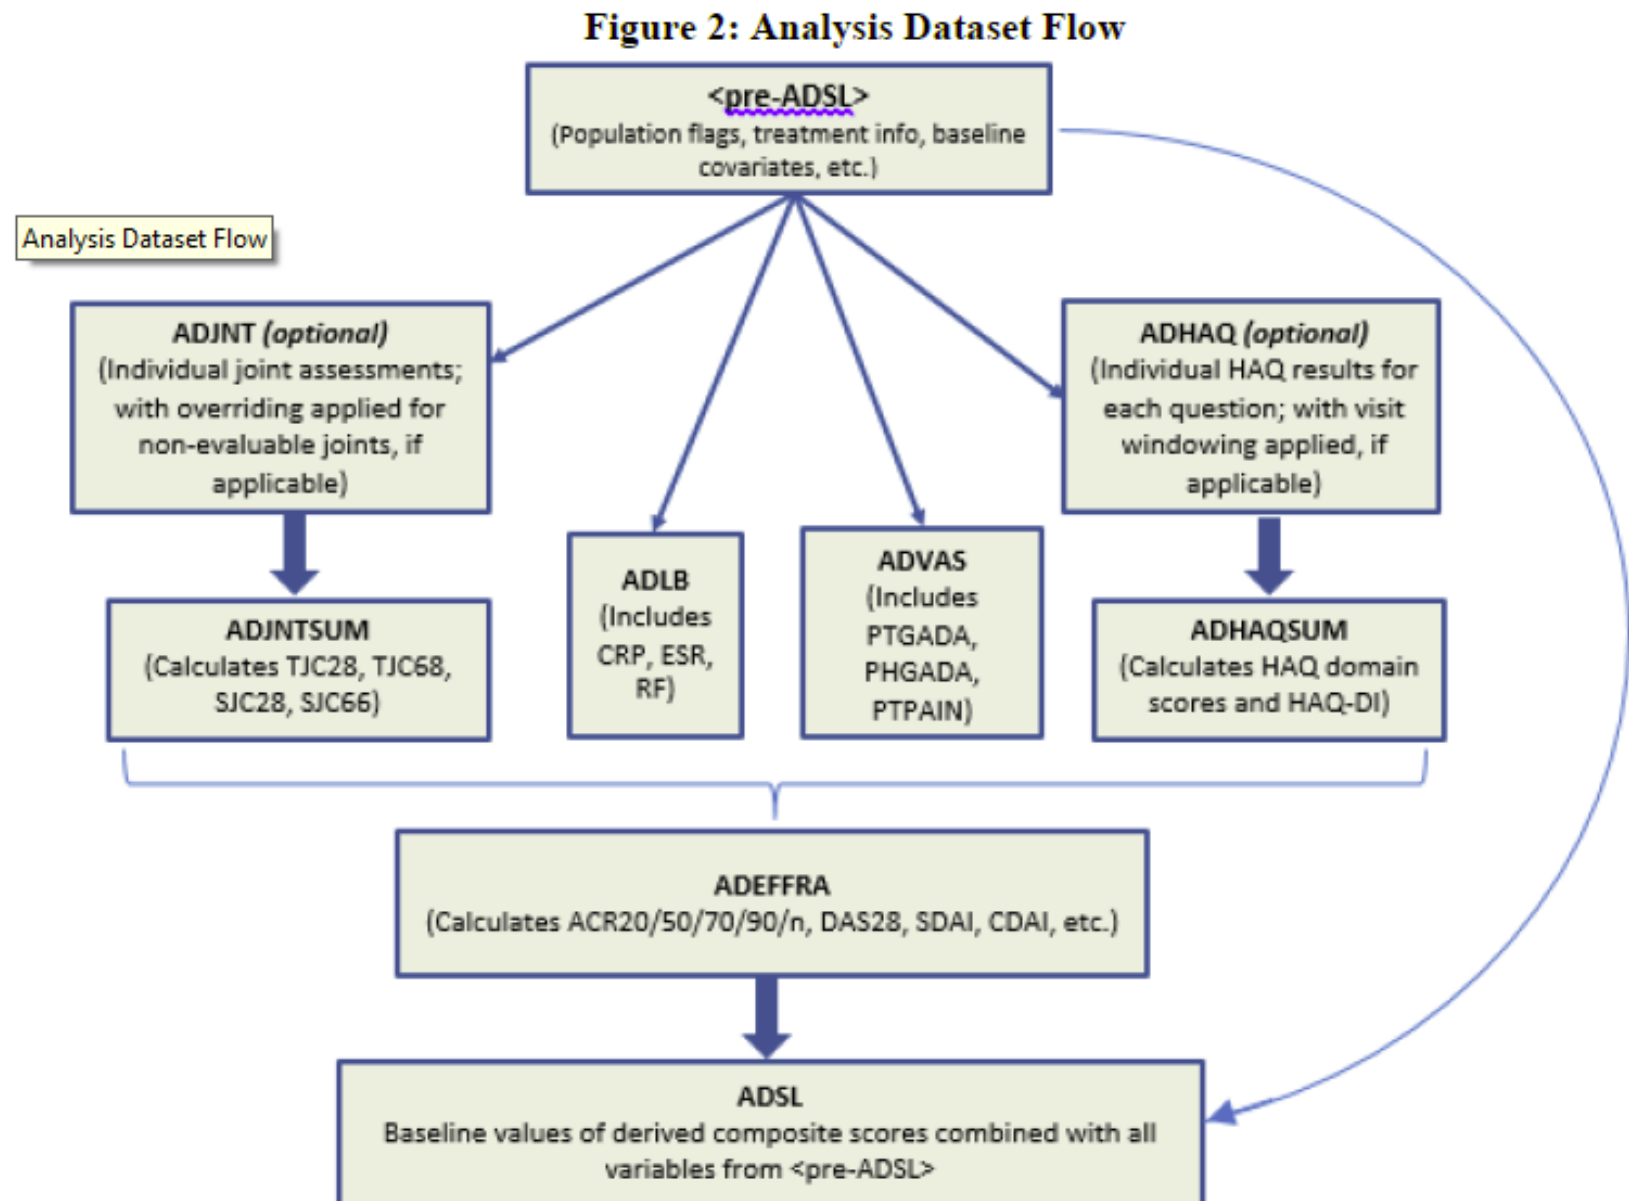 Figure 2: Analysis Dataset Flow
<pre-ADSL>
(Population flags, treatment info, baseline
covariates, etc.)
Analysis Dataset Flow
ADJNT (optional)
(Individual joint assessments;
with overriding applied for
non-evaluable joints, if
applicable)
ADHAQ (optional)
(Individual HAQ results for
each question; with visit
windowing applied, if
applicable)
ADJNTSUM
(Calculates TJC28, TJC68,
SJC28, SJC66)
ADLB
(Includes
CRP, ESR,
RF)
ADVAS
(Includes
PTGADA,
PHGADA,
PTPAIN)
ADHAQSUM
(Calculates HAQ domain
scores and HAQ-DI)
ADEFFRA
(Calculates ACR20/50/70/90/n, DAS28, SDAI, CDAI, etc.)
ADSL
Baseline values of derived composite scores combined with all
variables from <pre-ADSL>